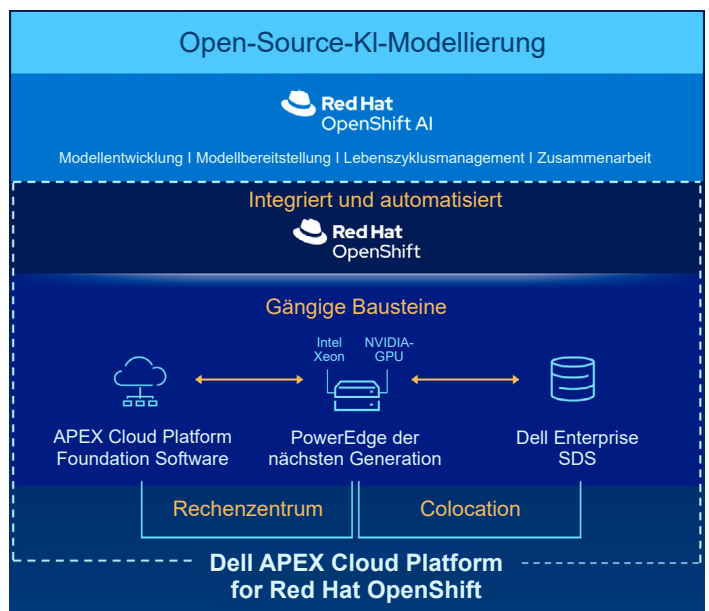 Open-Source-KI-Modellierung
Red Hat
OpenShift AI
Modellentwicklung I Modellbereitstellung I Lebenszyklusmanagement I Zusammenarbeit
Integriert und automatisiert
Red Hat
OpenShift
Gängige Bausteine
Intel
Xeon
NVIDIA-
GPU
APEX Cloud Platform
Foundation Software
PowerEdge der
nächsten Generation
Dell Enterprise
SDS
Rechenzentrum
Colocation
Dell APEX Cloud Platform
for Red Hat OpenShift